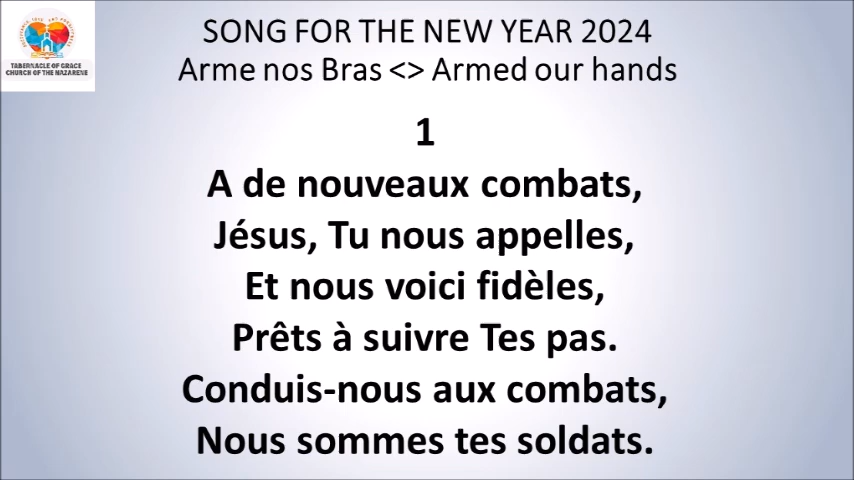 SONG FOR THE NEW YEAR 2024
Arme nos Bras <> Armed our hands
TABERNACLE OF GRACE
CHURCH OF THE NAZARENE
1
A de nouveaux combats,
Jésus, Tu nous appelles,
Et nous voici fidèles,
Prêts à suivre Tes pas.
Conduis-nous aux combats,
Nous sommes tes soldats.